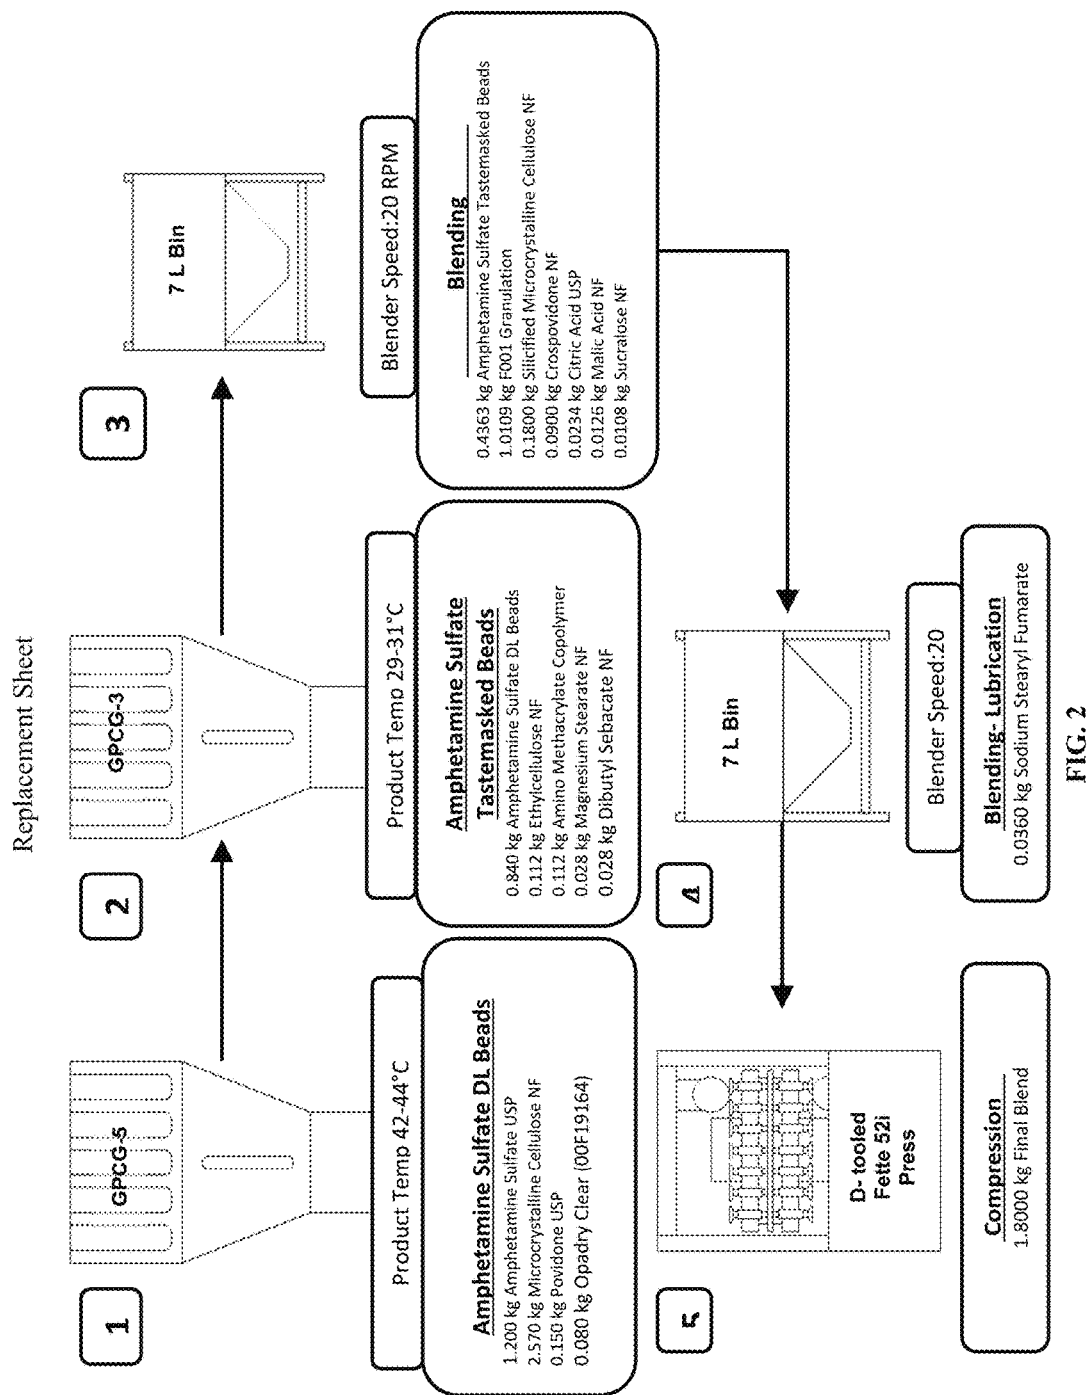 Replacement Sheet
1
GPCG-5
Product Temp 42-44°C
Amphetamine Sulfate DL Beads
1.200 kg Amphetamine Sulfate USP
2.570 kg Microcrystalline Cellulose NF
0.150 kg Povidone USP
0.080 kg Opadry Clear (00F19164)
2
GPCG-3
Product Temp 29-31°C
Amphetamine Sulfate
Tastemasked Beads
0.840 kg Amphetamine Sulfate DL Beads
0.112 kg Ethylcellulose NF
0.112 kg Amino Methacrylate Copolymer
0.028 kg Magnesium Stearate NF
0.028 kg Dibutyl Sebacate NF
3
7 L Bin
Blender Speed:20 RPM
Blending
0.4363 kg Amphetamine Sulfate Tastemasked Beads
1.0109 kg F001 Granulation
0.1800 kg Silicified Microcrystalline Cellulose NF
0.0900 kg Crospovidone NF
0.0234 kg Citric Acid USP
0.0126 kg Malic Acid NF
0.0108 kg Sucralose NF
4
7 L Bin
Blender Speed:20
Blending- Lubrication
0.0360 kg Sodium Stearyl Fumarate
5
D- tooled
Fette 52i
Press
Compression
1.8000 kg Final Blend
FIG. 2